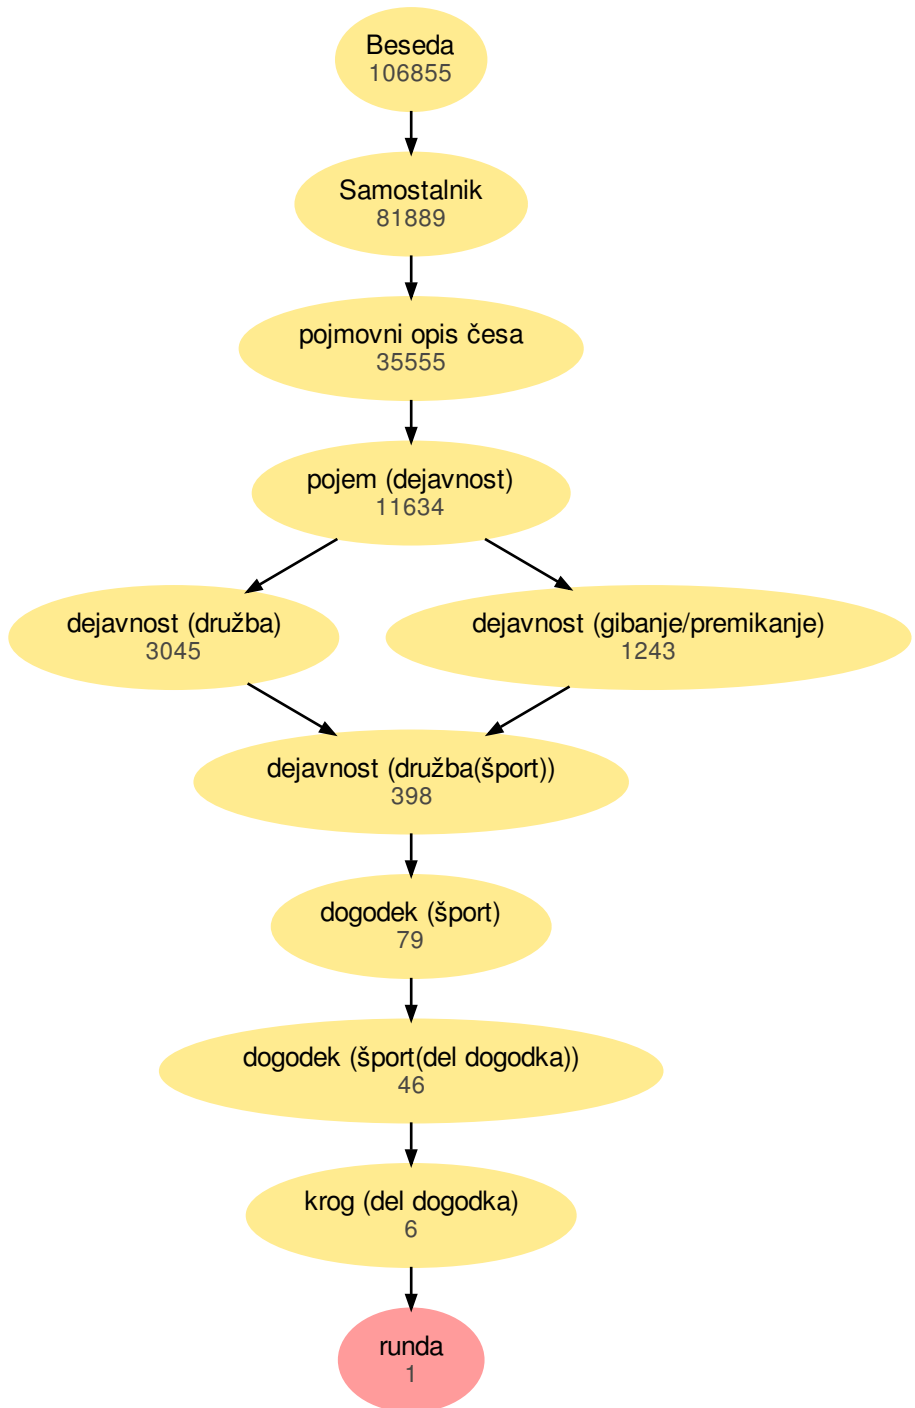 Beseda
106855
Samostalnik
81889
pojmovni opis česa
35555
pojem (dejavnost)
11634
dejavnost (družba)
3045
dejavnost (gibanje/premikanje)
1243
dejavnost (družba(šport))
398
dogodek (šport)
79
dogodek (šport(del dogodka))
46
krog (del dogodka)
6
runda
1